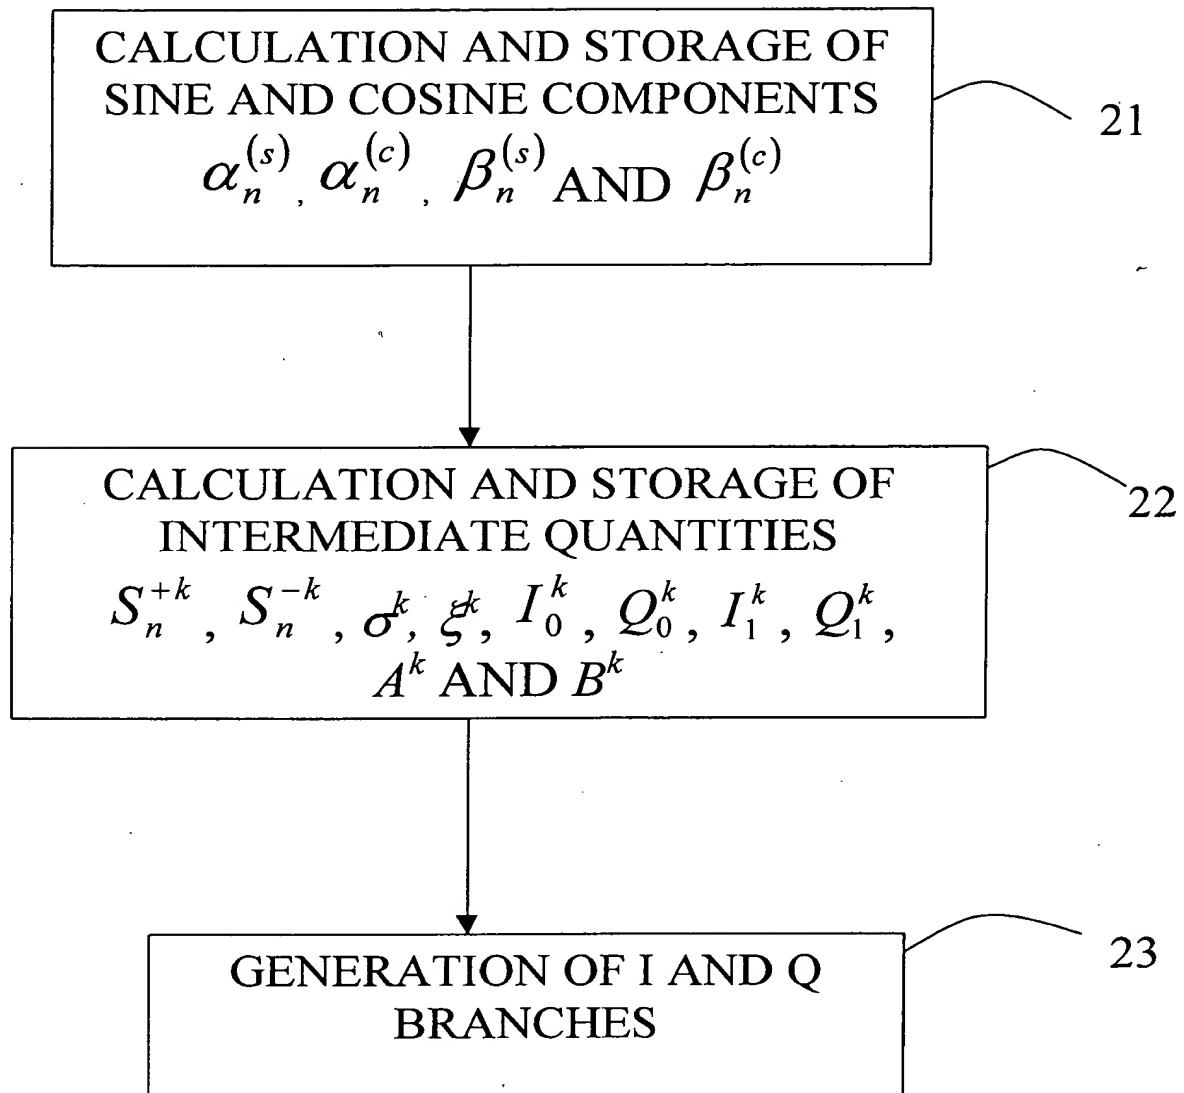 CALCULATION AND STORAGE OF
SINE AND COSINE COMPONENTS
α_n^{(s)}, α_n^{(c)}, β_n^{(s)} AND β_n^{(c)}
21
CALCULATION AND STORAGE OF
INTERMEDIATE QUANTITIES
S_n^{+k}, S_n^{-k}, σ^k, ξ^k, I_0^k, Q_0^k, I_1^k, Q_1^k,
A^k AND B^k
22
GENERATION OF I AND Q
BRANCHES
23